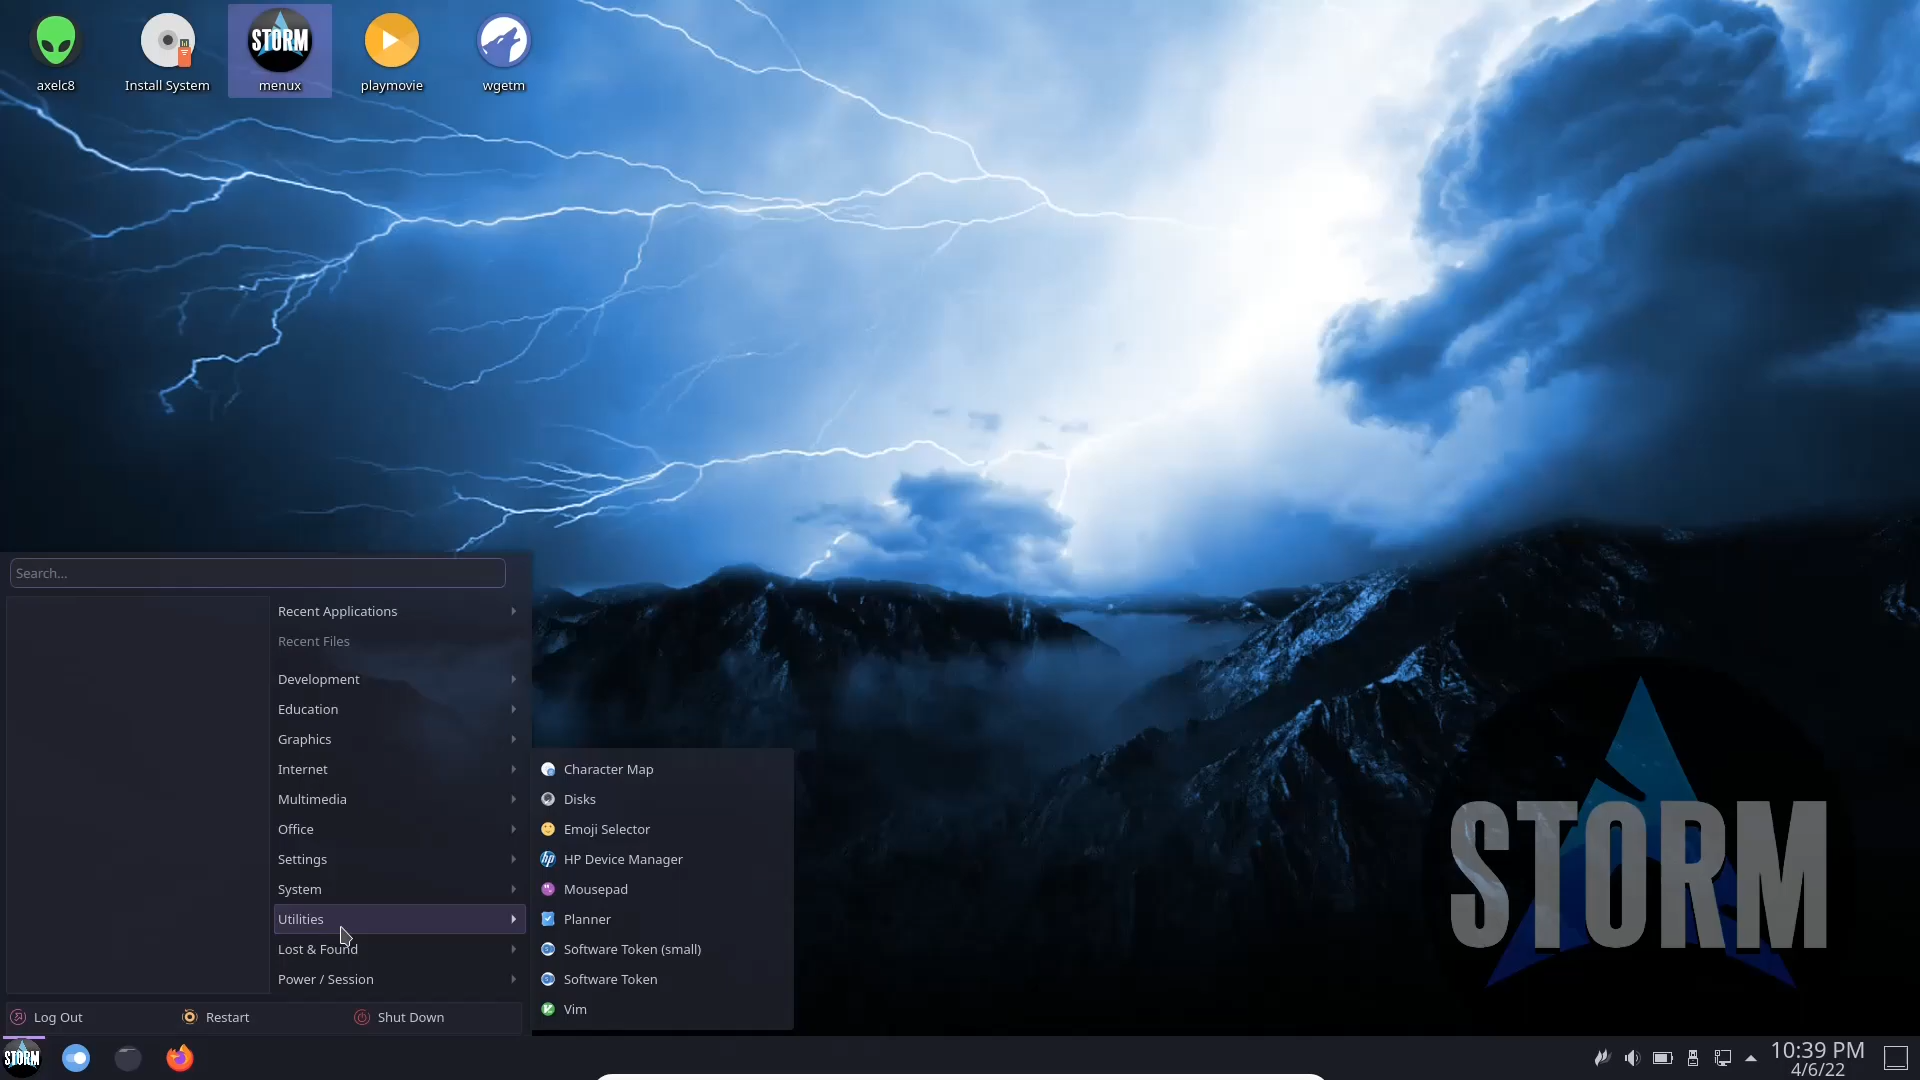 axelc8
Install System
STORM
menux
playmovie
wgetm
Search...
Recent Applications
Recent Files
Development
Education
Graphics
Internet
Multimedia
Office
Settings
System
Utilities
Lost & Found
Power / Session
Character Map
Disks
Emoji Selector
hp HP Device Manager
Mousepad
Planner
Software Token (small)
Software Token
Vim
Log Out
Restart
Shut Down
STORM
STORM
10:39 PM
4/6/22